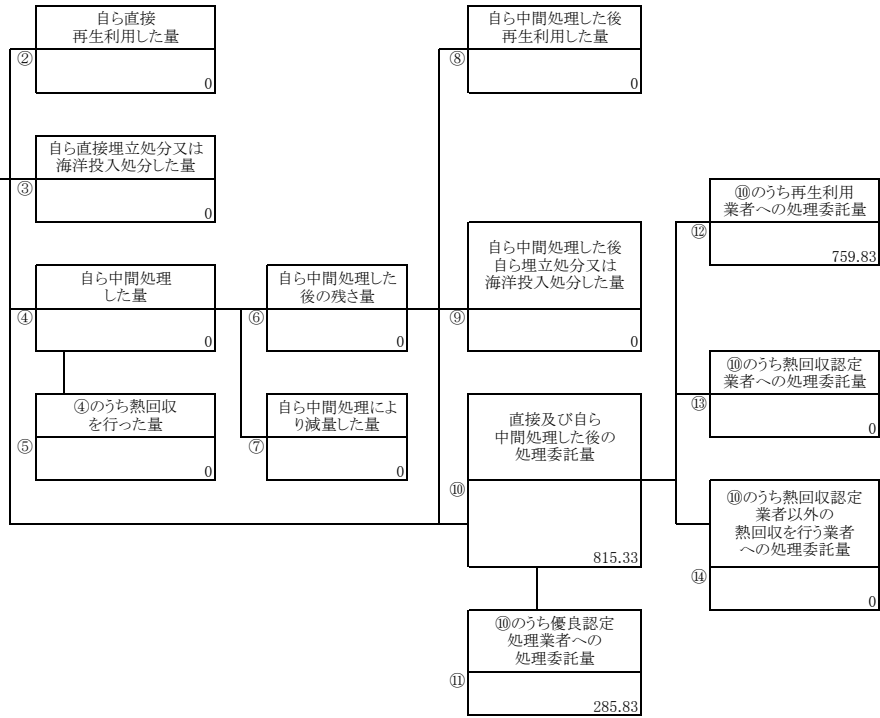 自ら直接
再生利用した量
②
0
自ら直接埋立処分又は
海洋投入処分した量
③
0
自ら中間処理
した量
④
0
④のうち熱回収
を行った量
⑤
0
自ら中間処理した
後の残さ量
⑥
0
自ら中間処理によ
り減量した量
⑦
0
自ら中間処理した後
再生利用した量
⑧
0
自ら中間処理した後
自ら埋立処分又は
海洋投入処分した量
⑨
0
直接及び自ら
中間処理した後の
処理委託量
⑩
815.33
⑩のうち優良認定
処理業者への
処理委託量
⑪
285.83
⑩のうち再生利用
業者への処理委託量
⑫
759.83
⑩のうち熱回収認定
業者への処理委託量
⑬
0
⑩のうち熱回収認定
業者以外の
熱回収を行う業者
への処理委託量
⑭
0